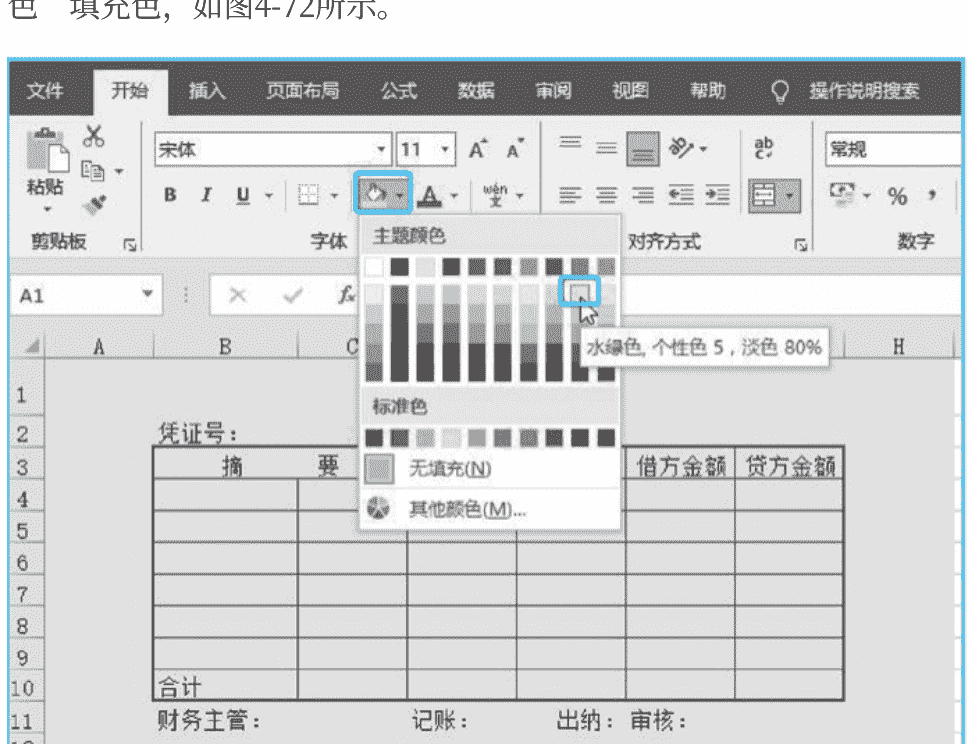 色 填充色，如图4-72所示。
文件 开始 插入 页面布局 公式 数据 审阅 视图 帮助 操作说明搜索
宋体 11 A A ab 常规
粘贴 B I U A wén 文 % ,
剪贴板 字体 对齐方式 数字
主题颜色
A1 fx
水绿色, 个性色 5 , 淡色 80%
A B C H
1
标准色
2 凭证号：
3 摘 要 借方金额 贷方金额
无填充(N)
4
其他颜色(M)...
5
6
7
8
9
10 合计
11 财务主管： 记账： 出纳： 审核：